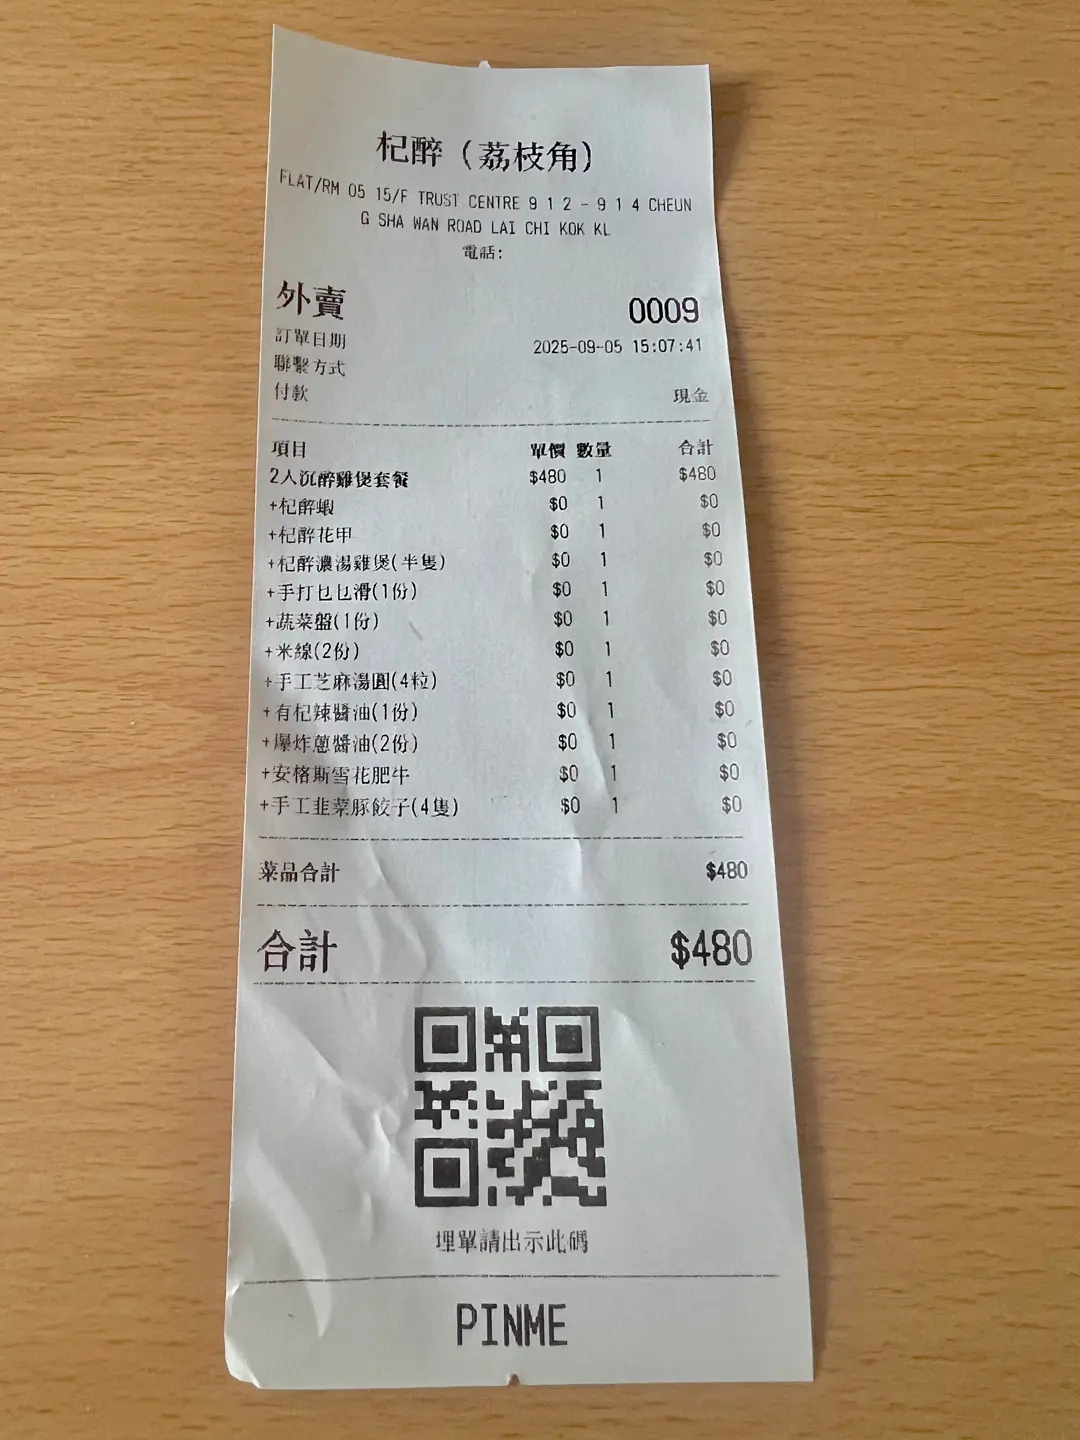 杞醉（荔枝角）
FLAT/RM 05 15/F TRUST CENTRE 9 1 2 - 9 1 4 CHEUN
G SHA WAN ROAD LAI CHI KOK KL
電話:
外賣 0009
訂單日期 2025-09-05 15:07:41
聯繫方式
付款 現金
項目 單價 數量 合計
2人沉醉雞煲套餐 $480 1 $480
+杞醉蝦 $0 1 $0
+杞醉花甲 $0 1 $0
+杞醉濃湯雞煲(半隻) $0 1 $0
+手打乜乜滑(1份) $0 1 $0
+蔬菜盤(1份) $0 1 $0
+米線(2份) $0 1 $0
+手工芝麻湯圓(4粒) $0 1 $0
+有杞辣醬油(1份) $0 1 $0
+爆炸蔥醬油(2份) $0 1 $0
+安格斯雪花肥牛 $0 1 $0
+手工韭菜豚餃子(4隻) $0 1 $0
菜品合計 $480
合計 $480
埋單請出示此碼
PINME